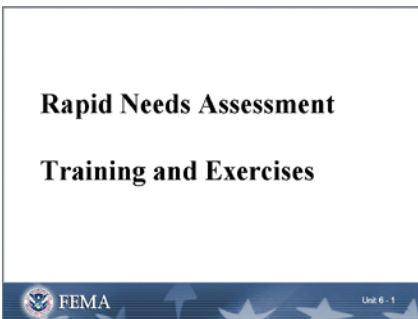 Rapid Needs Assessment
Training and Exercises
FEMA
Unit 6 - 1